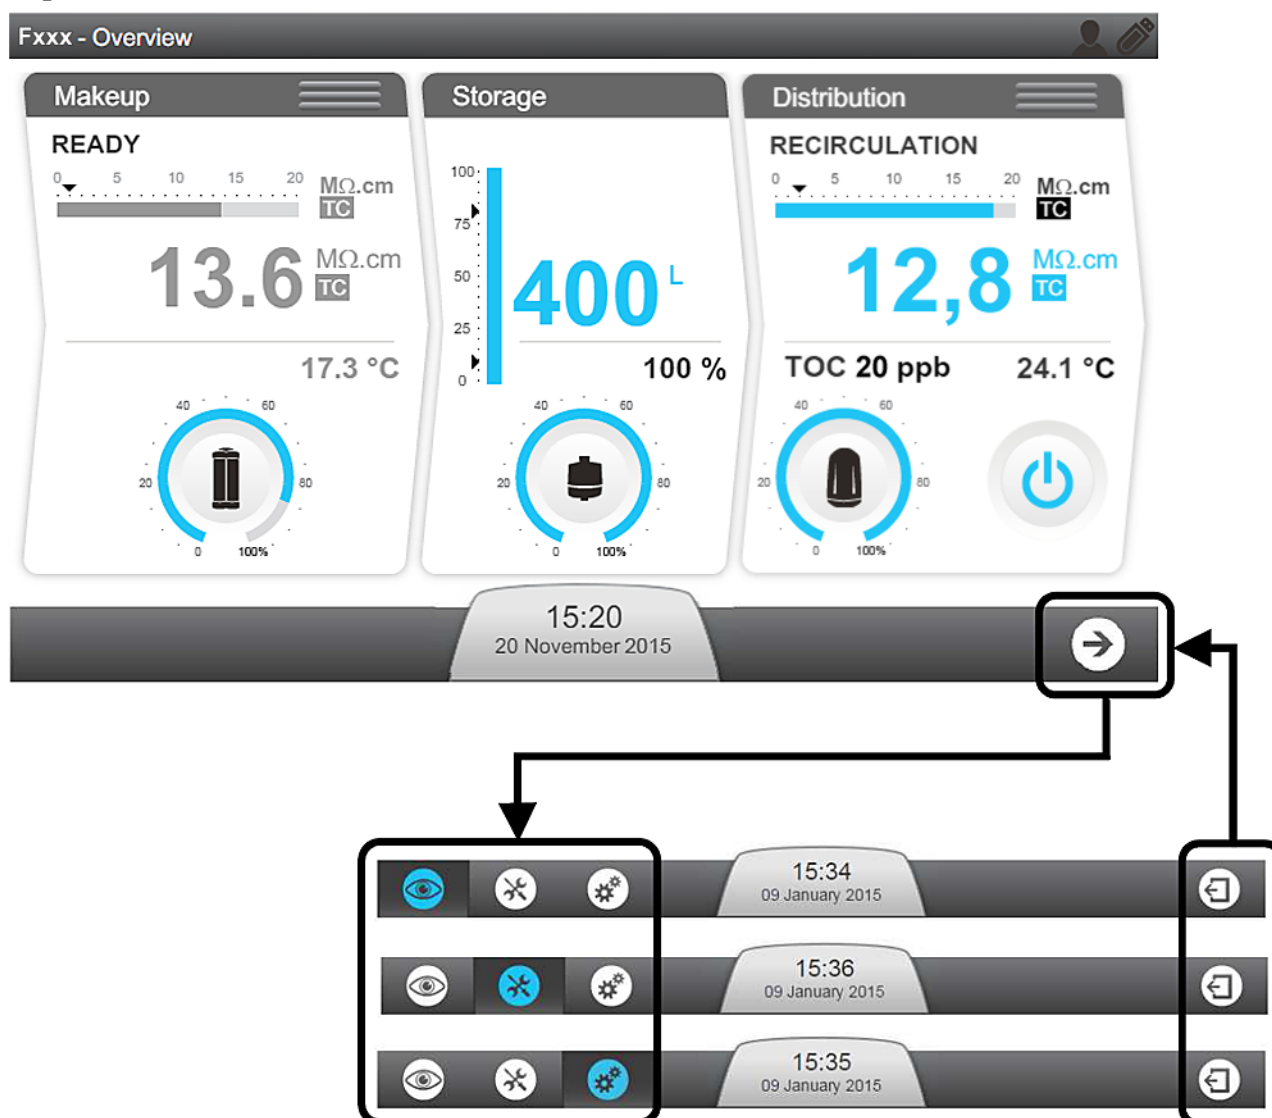 Fxxx - Overview
Makeup
READY
0 5 10 15 20
MΩ.cm
TC
13.6 MΩ.cm
TC
17.3 °C
40 60
20 80
0 100%
Storage
100
75
50
25
0
400 L
100 %
40 60
20 80
0 100%
Distribution
RECIRCULATION
0 5 10 15 20
MΩ.cm
TC
12,8 MΩ.cm
TC
TOC 20 ppb 24.1 °C
40 60
20 80
0 100%
15:20
20 November 2015
15:34
09 January 2015
15:36
09 January 2015
15:35
09 January 2015